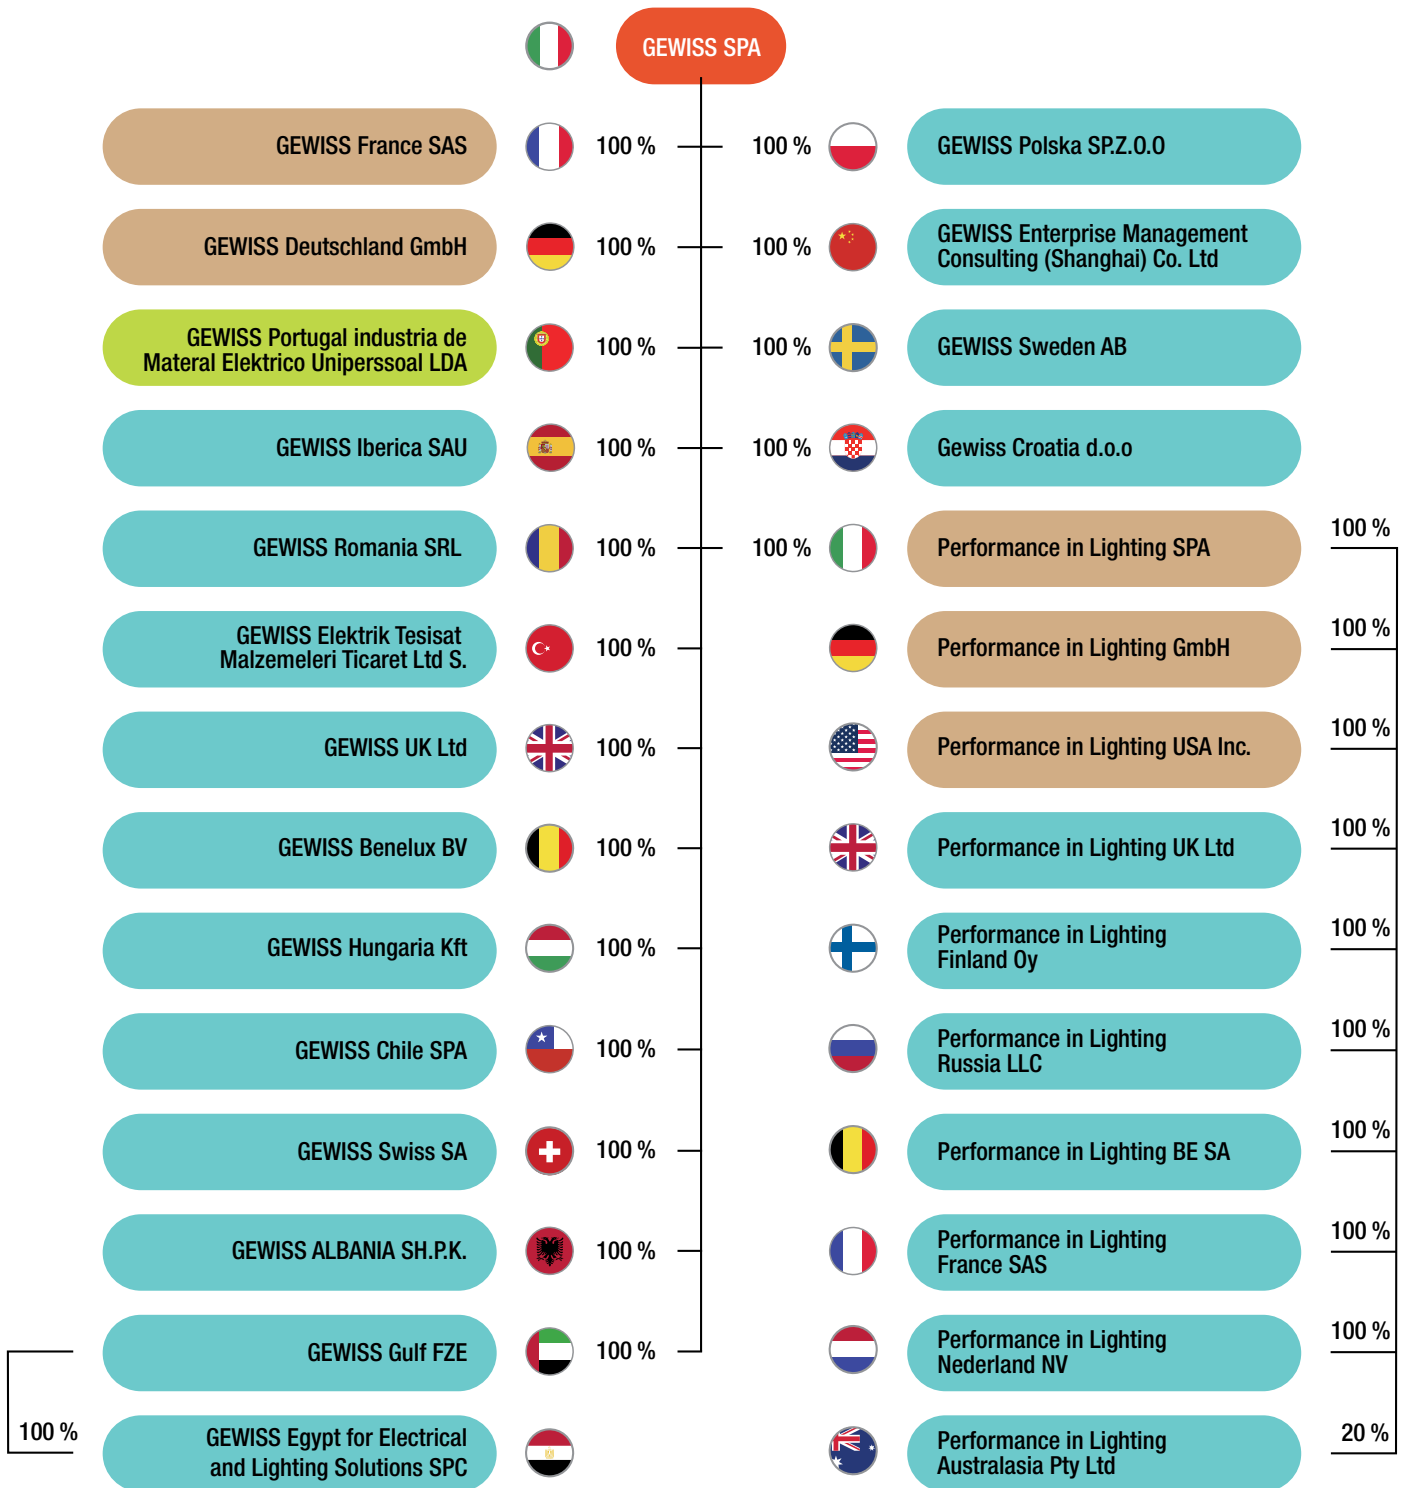 GEWISS SPA
GEWISS France SAS
100 %
100 %
GEWISS Polska SP.Z.O.O
GEWISS Deutschland GmbH
100 %
100 %
GEWISS Enterprise Management
Consulting (Shanghai) Co. Ltd
GEWISS Portugal industria de
Materal Elektrico Uniperssoal LDA
100 %
100 %
GEWISS Sweden AB
GEWISS Iberica SAU
100 %
100 %
Gewiss Croatia d.o.o
GEWISS Romania SRL
100 %
100 %
Performance in Lighting SPA
100 %
GEWISS Elektrik Tesisat
Malzemeleri Ticaret Ltd S.
100 %
Performance in Lighting GmbH
100 %
GEWISS UK Ltd
100 %
Performance in Lighting USA Inc.
100 %
GEWISS Benelux BV
100 %
Performance in Lighting UK Ltd
100 %
GEWISS Hungaria Kft
100 %
Performance in Lighting
Finland Oy
100 %
GEWISS Chile SPA
100 %
Performance in Lighting
Russia LLC
100 %
GEWISS Swiss SA
100 %
Performance in Lighting BE SA
100 %
GEWISS ALBANIA SH.P.K.
100 %
Performance in Lighting
France SAS
100 %
GEWISS Gulf FZE
100 %
Performance in Lighting
Nederland NV
100 %
100 %
GEWISS Egypt for Electrical
and Lighting Solutions SPC
Performance in Lighting
Australasia Pty Ltd
20 %